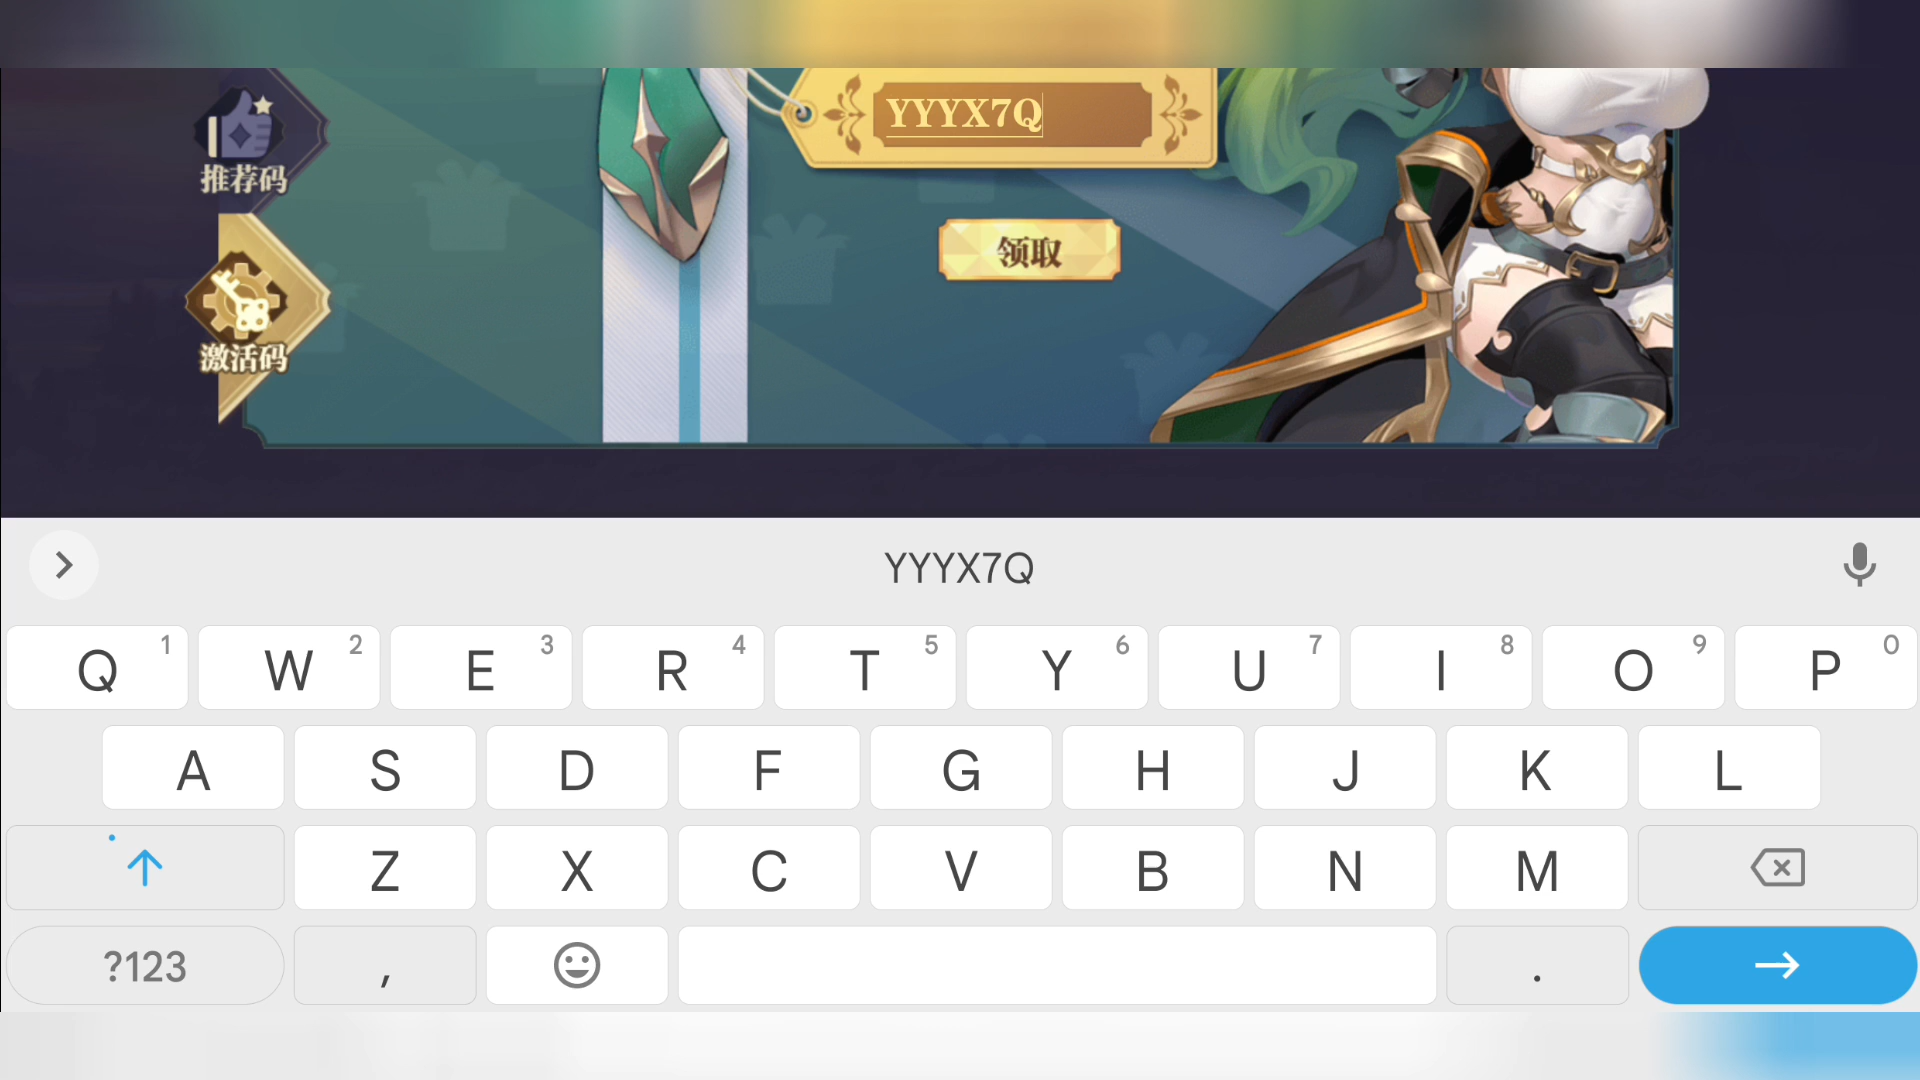 YYYX7Q
推荐码
领取
激活码
YYYX7Q
Q 1 W 2 E 3 R 4 T 5 Y 6 U 7 I 8 O 9 P 0
A S D F G H J K L
Z X C V B N M
?123 , .